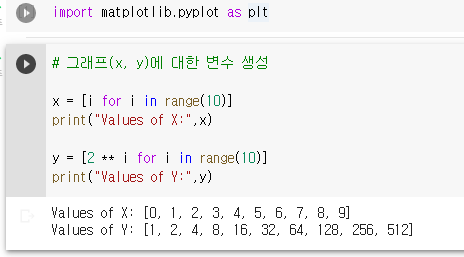 import matplotlib.pyplot as plt
# 그래프(x, y)에 대한 변수 생성
x = [i for i in range(10)]
print("Values of X:",x)
y = [2 ** i for i in range(10)]
print("Values of Y:",y)
Values of X: [0, 1, 2, 3, 4, 5, 6, 7, 8, 9]
Values of Y: [1, 2, 4, 8, 16, 32, 64, 128, 256, 512]